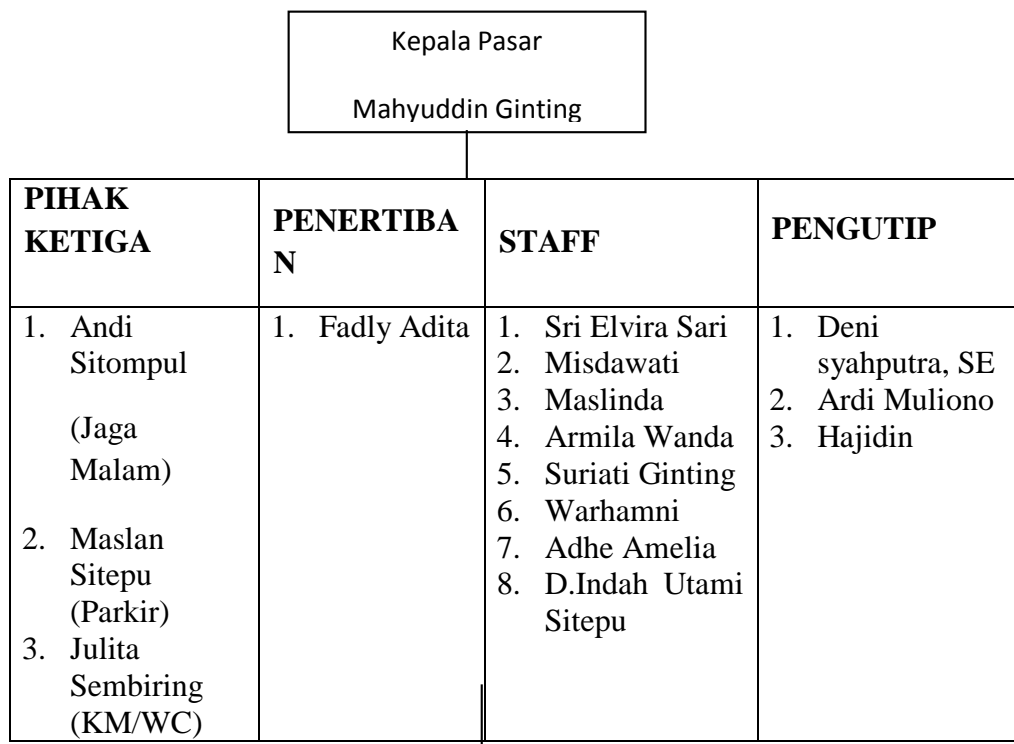 Kepala Pasar
Mahyuddin Ginting
PIHAK
KETIGA
PENERTIBA
N
STAFF
PENGUTIP
1. Andi
Sitompul
(Jaga
Malam)
2. Maslan
Sitepu
(Parkir)
3. Julita
Sembiring
(KM/WC)
1. Fadly Adita
1. Sri Elvira Sari
2. Misdawati
3. Maslinda
4. Armila Wanda
5. Suriati Ginting
6. Warhamni
7. Adhe Amelia
8. D.Indah Utami
Sitepu
1. Deni
syahputra, SE
2. Ardi Muliono
3. Hajidin